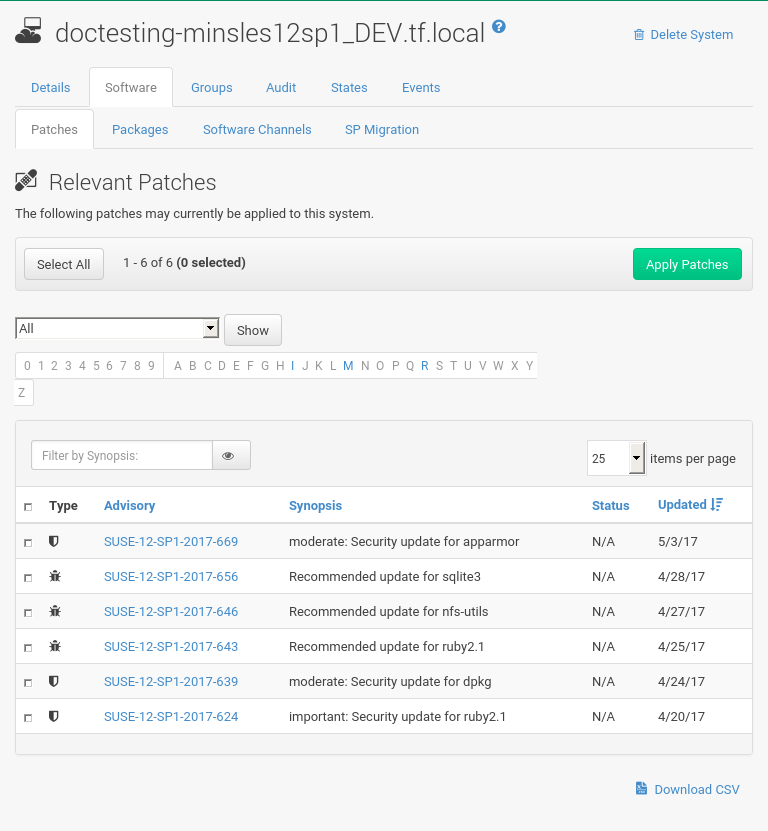 doctesting-minsles12sp1_DEV.tf.local ?
Delete System
Details Software Groups Audit States Events
Patches Packages Software Channels SP Migration
Relevant Patches
The following patches may currently be applied to this system.
Select All 1 - 6 of 6 (0 selected) Apply Patches
All Show
0 1 2 3 4 5 6 7 8 9 A B C D E F G H I J K L M N O P Q R S T U V W X Y
Z
Filter by Synopsis: 25 items per page
Type Advisory Synopsis Status Updated
SUSE-12-SP1-2017-669 moderate: Security update for apparmor N/A 5/3/17
SUSE-12-SP1-2017-656 Recommended update for sqlite3 N/A 4/28/17
SUSE-12-SP1-2017-646 Recommended update for nfs-utils N/A 4/27/17
SUSE-12-SP1-2017-643 Recommended update for ruby2.1 N/A 4/25/17
SUSE-12-SP1-2017-639 moderate: Security update for dpkg N/A 4/24/17
SUSE-12-SP1-2017-624 important: Security update for ruby2.1 N/A 4/20/17
Download CSV